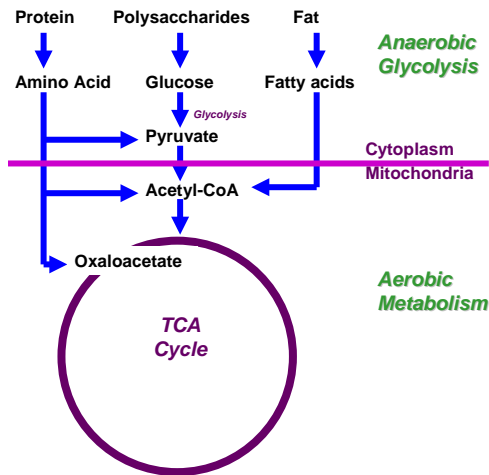 Protein Polysaccharides Fat
Anaerobic
Glycolysis
Amino Acid Glucose Fatty acids
Glycolysis
Pyruvate
Cytoplasm
Mitochondria
Acetyl-CoA
Oxaloacetate
Aerobic
Metabolism
TCA
Cycle